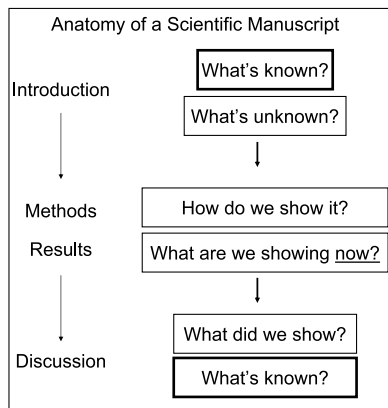 Anatomy of a Scientific Manuscript
Introduction
What's known?
What's unknown?
Methods
How do we show it?
Results
What are we showing now?
What did we show?
Discussion
What's known?